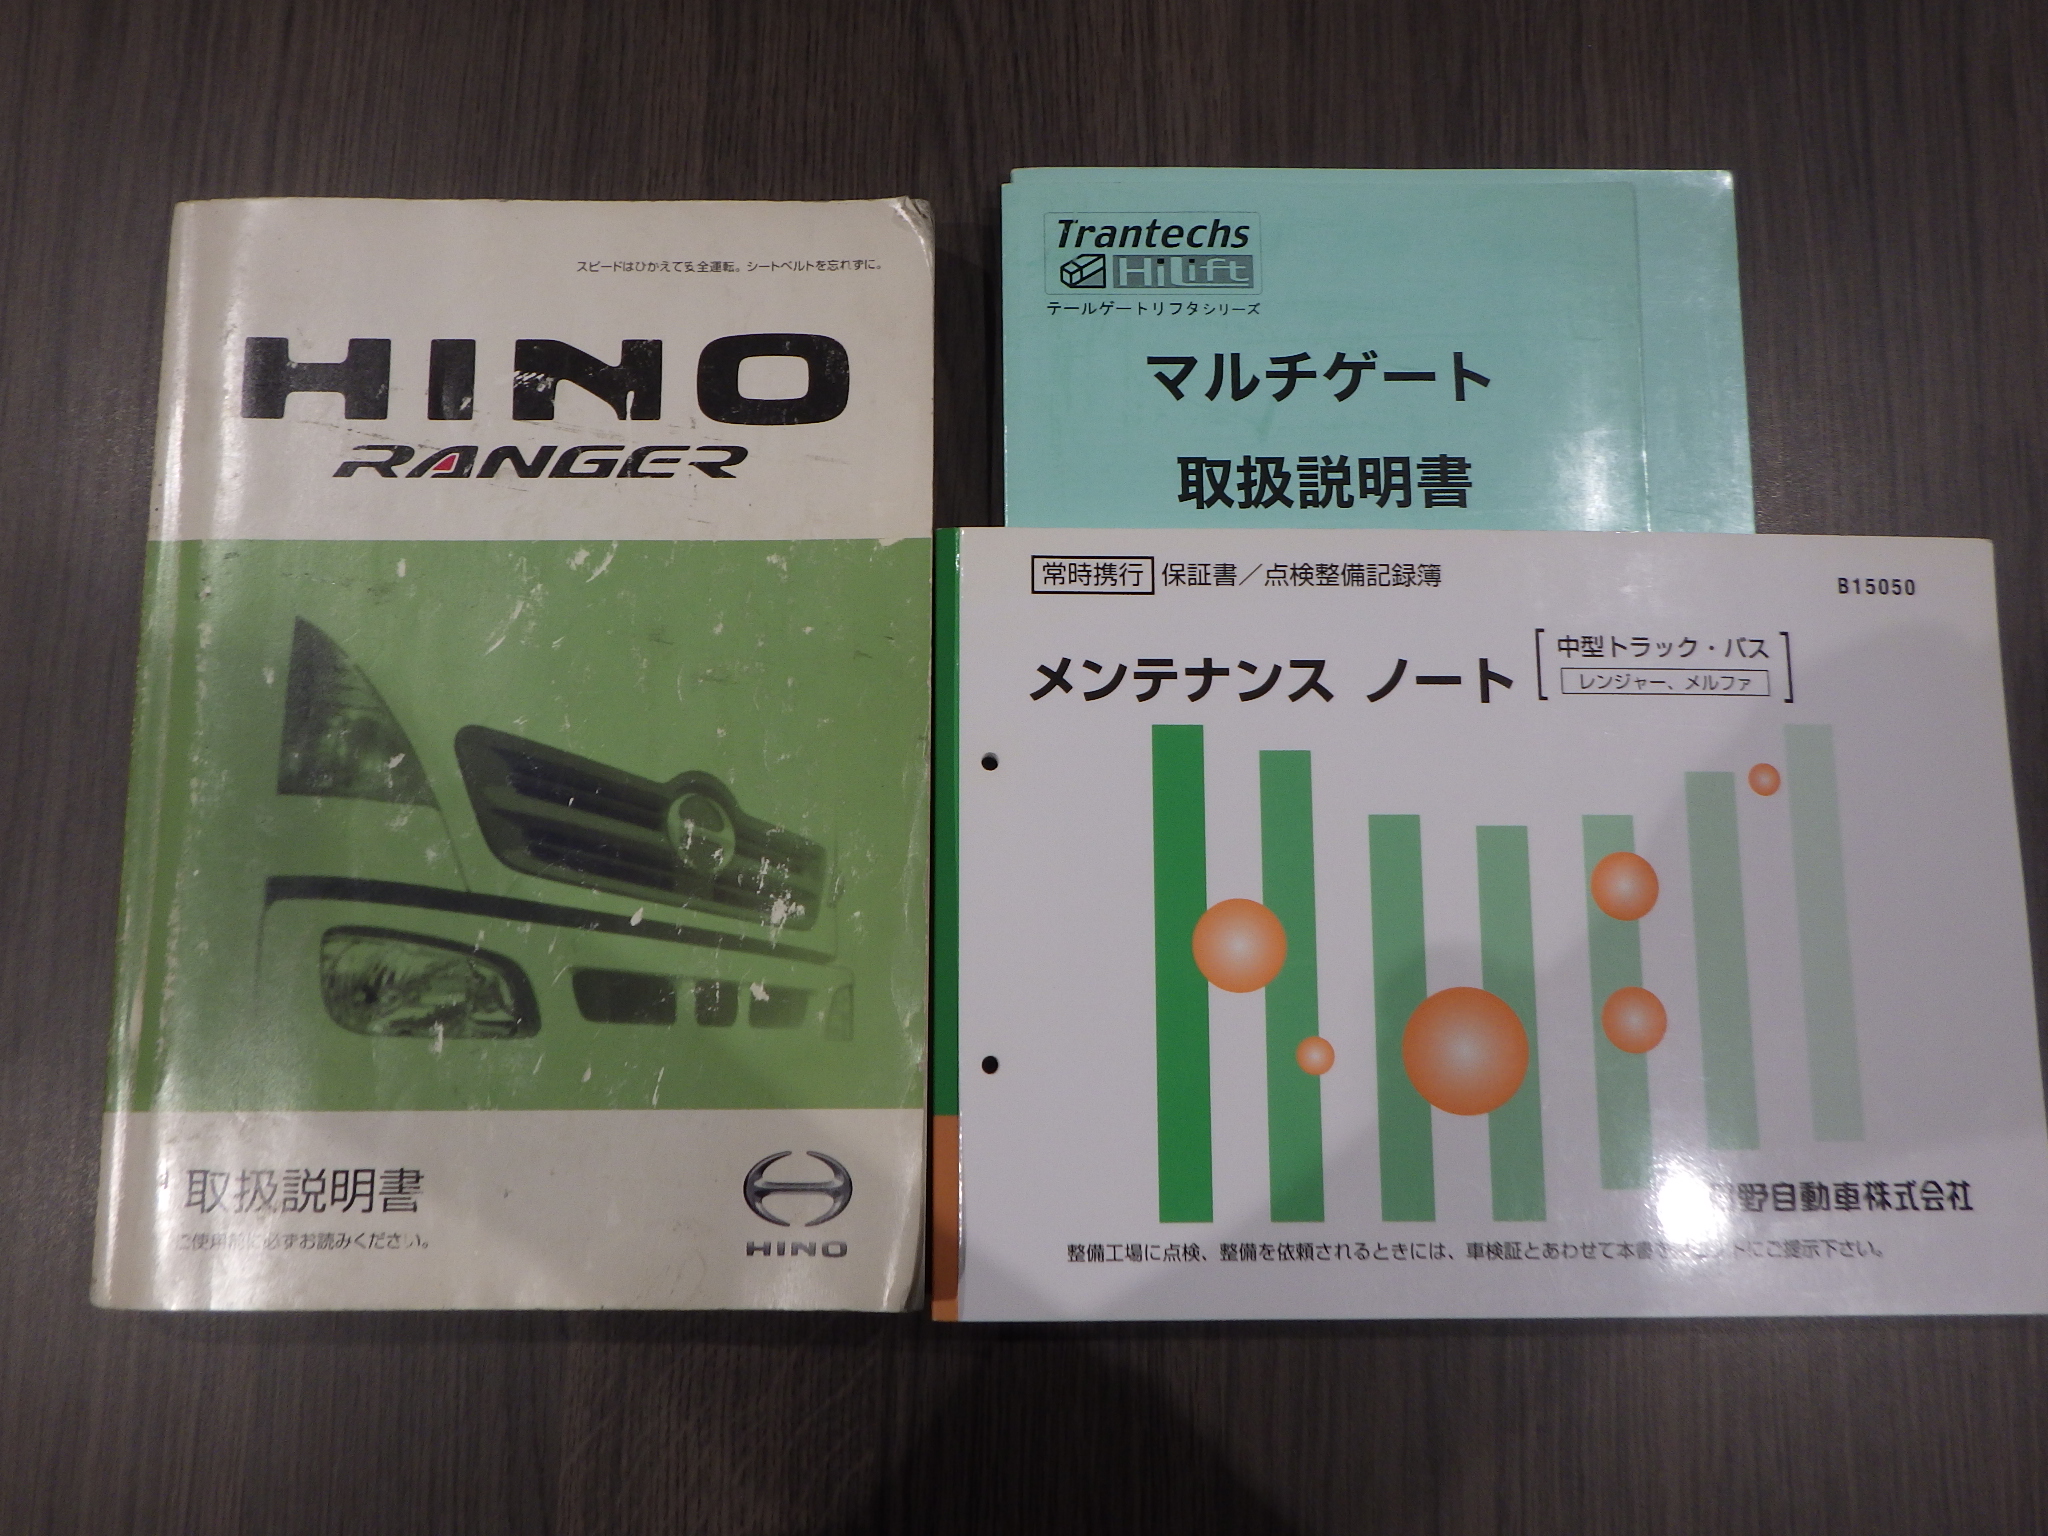 スピードはひかえて安全運転。シートベルトを忘れずに。
HINO
RANGER
取扱説明書
ご使用前に必ずお読みください。
HINO
Trantechs
HiLift
テールゲートリフタシリーズ
マルチゲート
取扱説明書
常時携行 保証書／点検整備記録簿
B15050
メンテナンス ノート
中型トラック・バス
レンジャー、メルファ
野自動車株式会社
整備工場に点検、整備を依頼されるときには、車検証とあわせて本書を にご提示下さい。